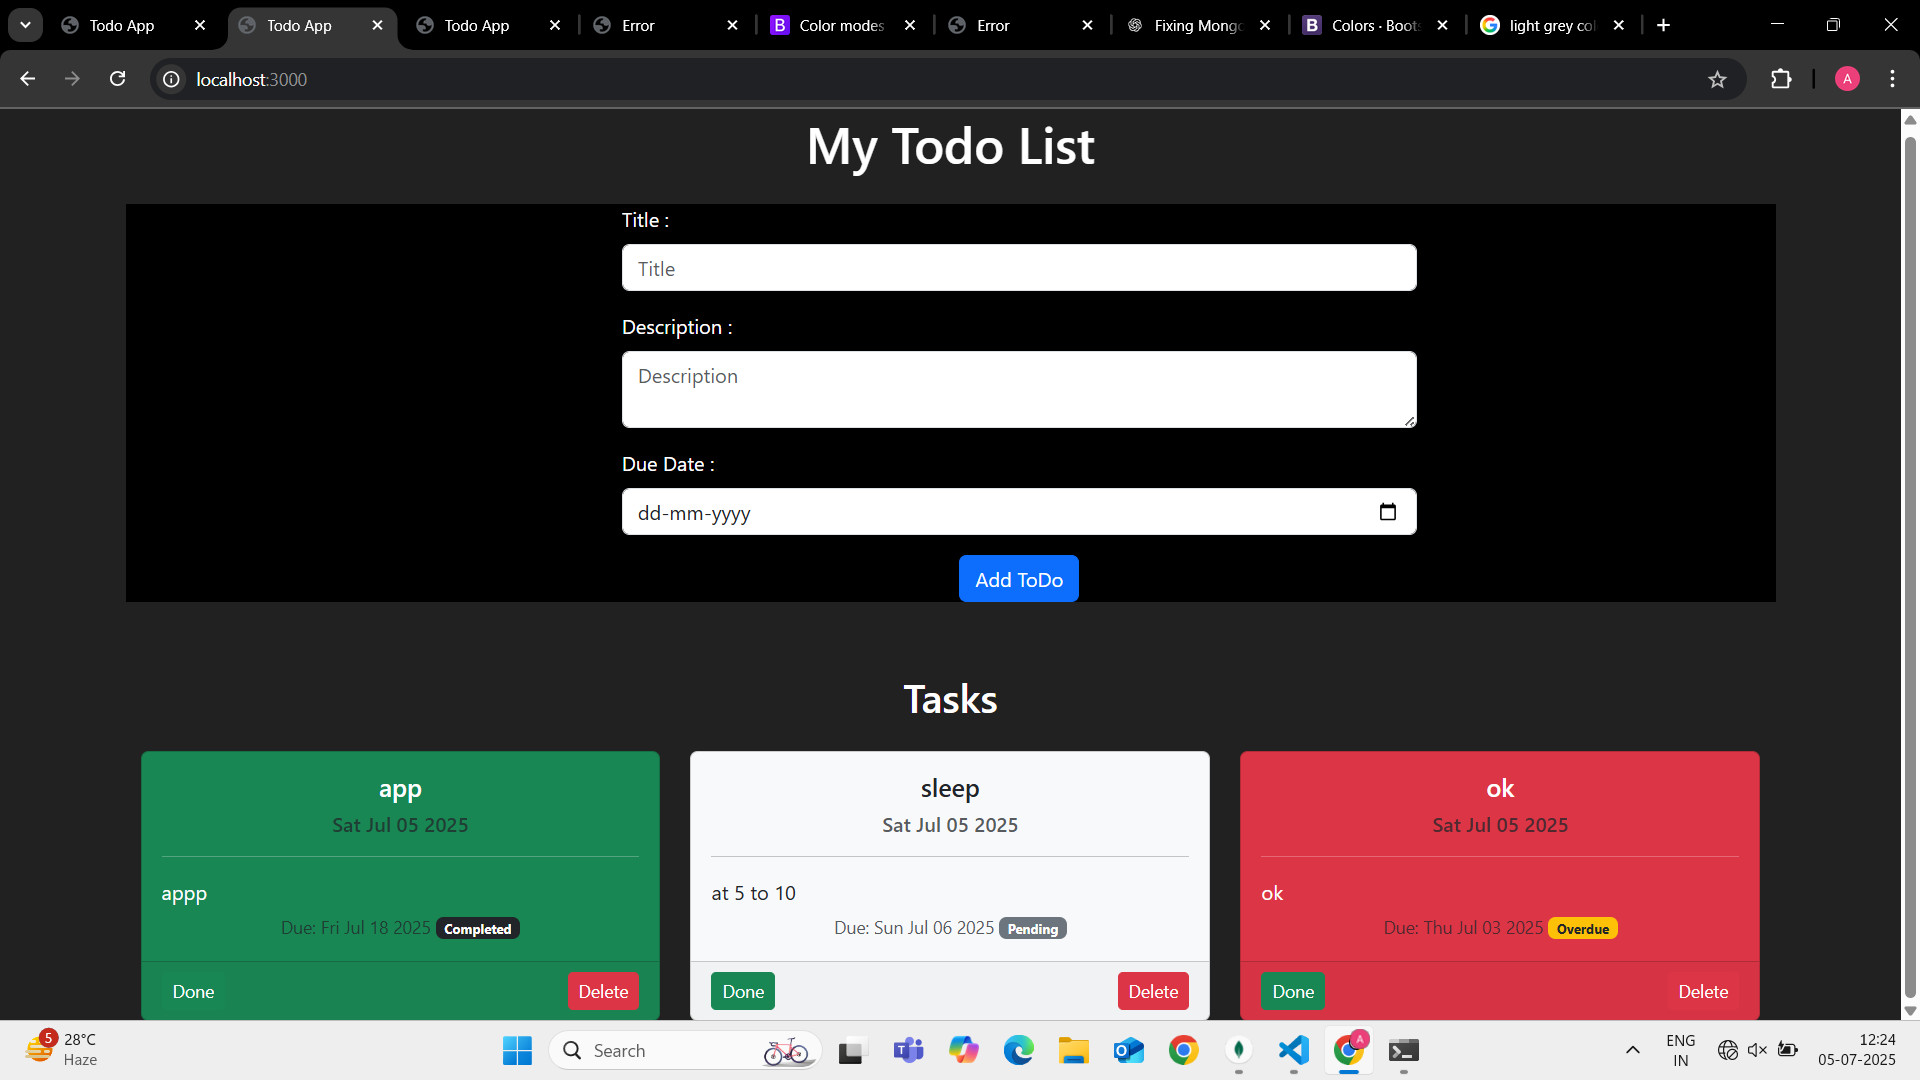 Todo App
Todo App
Todo App
Error
B Color modes
Error
Fixing Mong
B Colors · Boots
light grey co
localhost:3000
A
My Todo List
Title :
Title
Description :
Description
Due Date :
dd-mm-yyyy
Add ToDo
Tasks
app
Sat Jul 05 2025
appp
Due: Fri Jul 18 2025 Completed
Done Delete
sleep
Sat Jul 05 2025
at 5 to 10
Due: Sun Jul 06 2025 Pending
Done Delete
ok
Sat Jul 05 2025
ok
Due: Thu Jul 03 2025 Overdue
Done Delete
5
28°C
Haze
Search
A
ENG
IN
12:24
05-07-2025